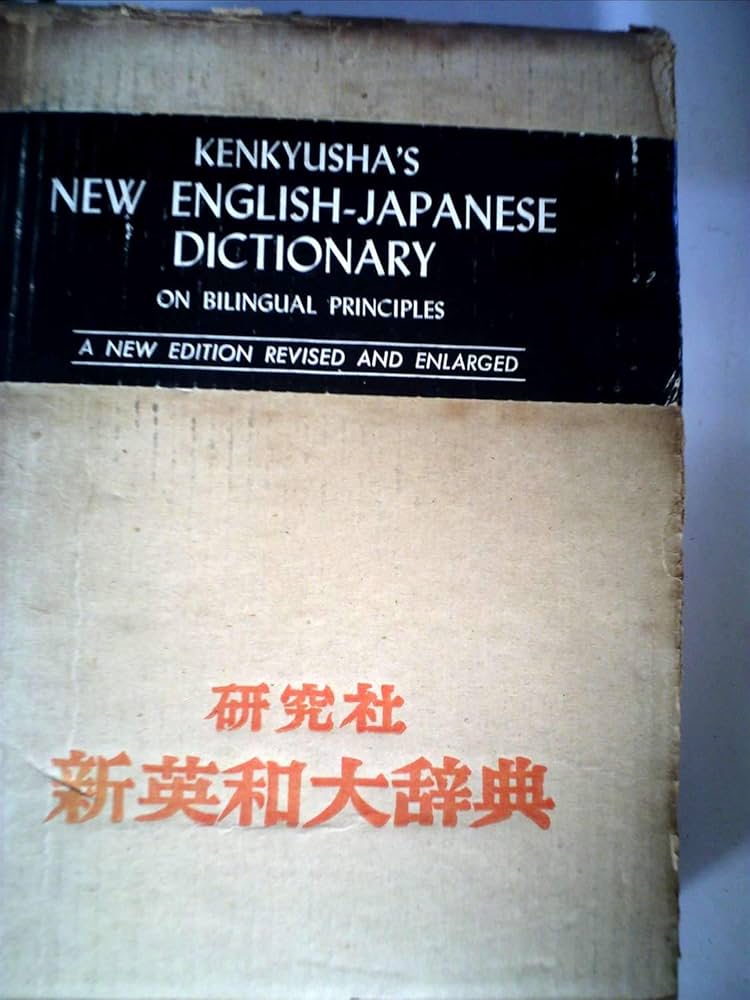 KENKYUSHA'S
NEW ENGLISH-JAPANESE
DICTIONARY
ON BILINGUAL PRINCIPLES
A NEW EDITION REVISED AND ENLARGED
研究社
新英和大辞典